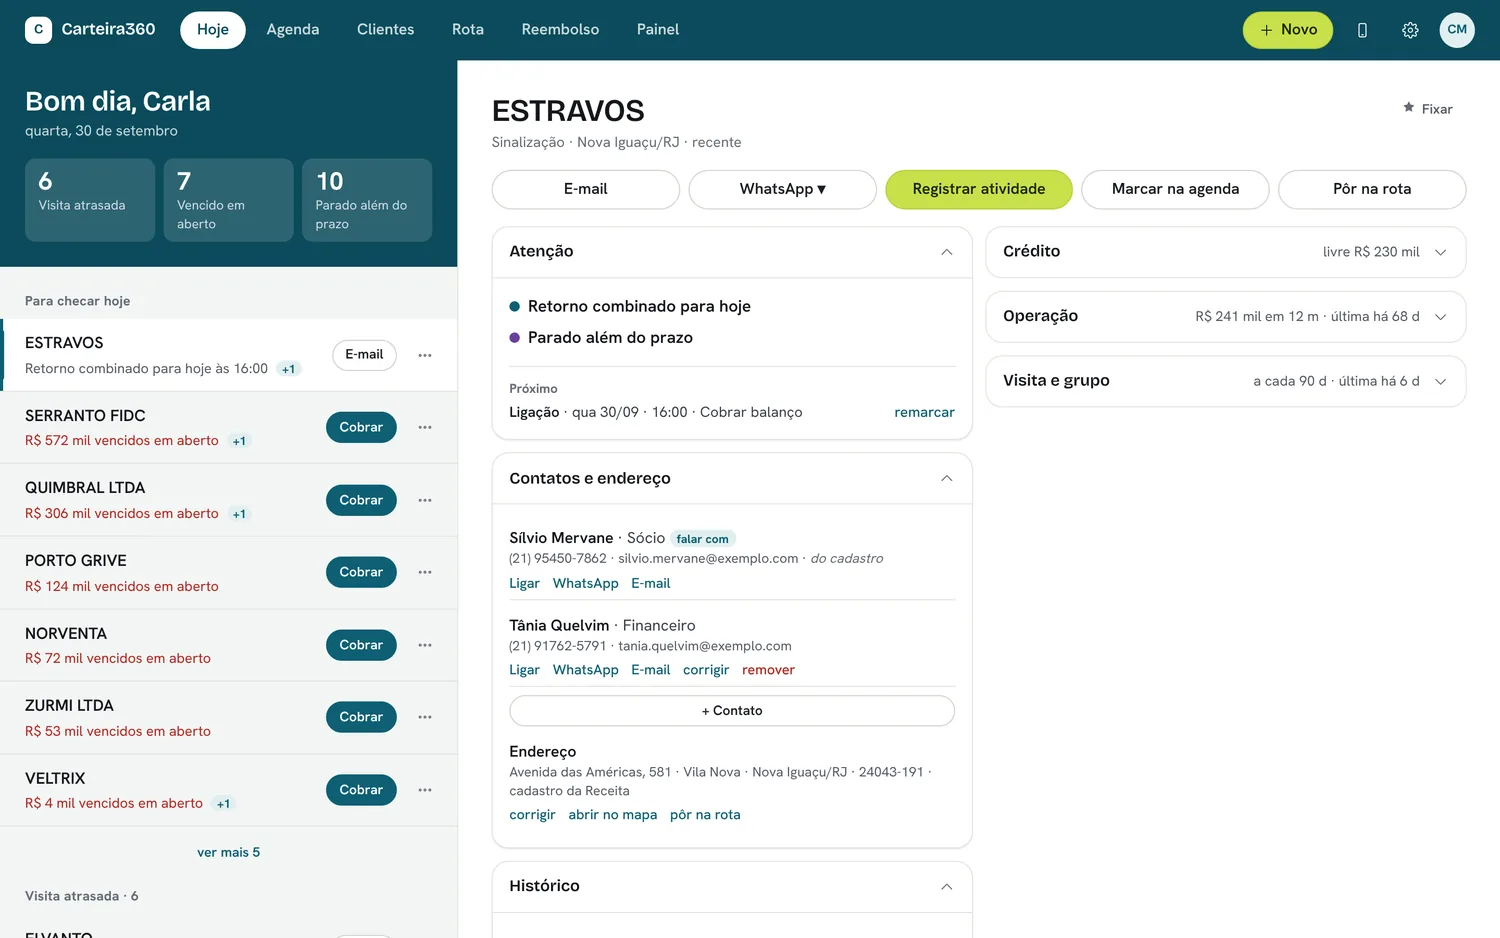 C Carteira360 Hoje Agenda Clientes Rota Reembolso Painel + Novo CM
Bom dia, Carla
quarta, 30 de setembro
6
Visita atrasada
7
Vencido em
aberto
10
Parado além do
prazo
Para checar hoje
ESTRAVOS
Retorno combinado para hoje às 16:00 +1
E-mail ···
SERRANTO FIDC
R$ 572 mil vencidos em aberto +1
Cobrar ···
QUIMBRAL LTDA
R$ 306 mil vencidos em aberto +1
Cobrar ···
PORTO GRIVE
R$ 124 mil vencidos em aberto
Cobrar ···
NORVENTA
R$ 72 mil vencidos em aberto
Cobrar ···
ZURMI LTDA
R$ 53 mil vencidos em aberto
Cobrar ···
VELTRIX
R$ 4 mil vencidos em aberto +1
Cobrar ···
ver mais 5
Visita atrasada · 6
ELVANTO
ESTRAVOS
★ Fixar
Sinalização · Nova Iguaçu/RJ · recente
E-mail WhatsApp ▾ Registrar atividade Marcar na agenda Pôr na rota
Atenção
Retorno combinado para hoje
Parado além do prazo
Próximo
Ligação · qua 30/09 · 16:00 · Cobrar balanço remarcar
Contatos e endereço
Sílvio Mervane · Sócio falar com
(21) 95450-7862 · silvio.mervane@exemplo.com · do cadastro
Ligar WhatsApp E-mail
Tânia Quelvim · Financeiro
(21) 91762-5791 · tania.quelvim@exemplo.com
Ligar WhatsApp E-mail corrigir remover
+ Contato
Endereço
Avenida das Américas, 581 · Vila Nova · Nova Iguaçu/RJ · 24043-191 ·
cadastro da Receita
corrigir abrir no mapa pôr na rota
Histórico
Crédito livre R$ 230 mil
Operação R$ 241 mil em 12 m · última há 68 d
Visita e grupo a cada 90 d · última há 6 d